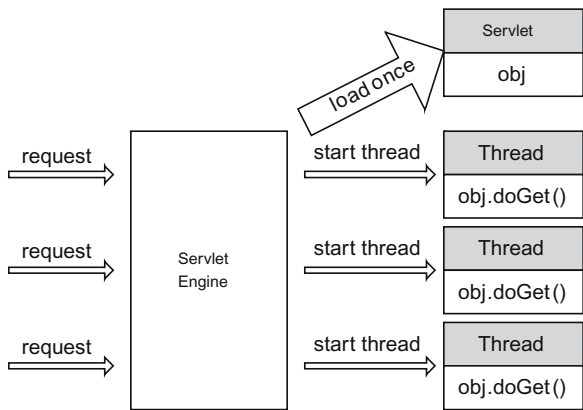 Servlet
obj
load once
request
start thread
Thread
obj.doGet()
request
Servlet
Engine
start thread
Thread
obj.doGet()
request
start thread
Thread
obj.doGet()